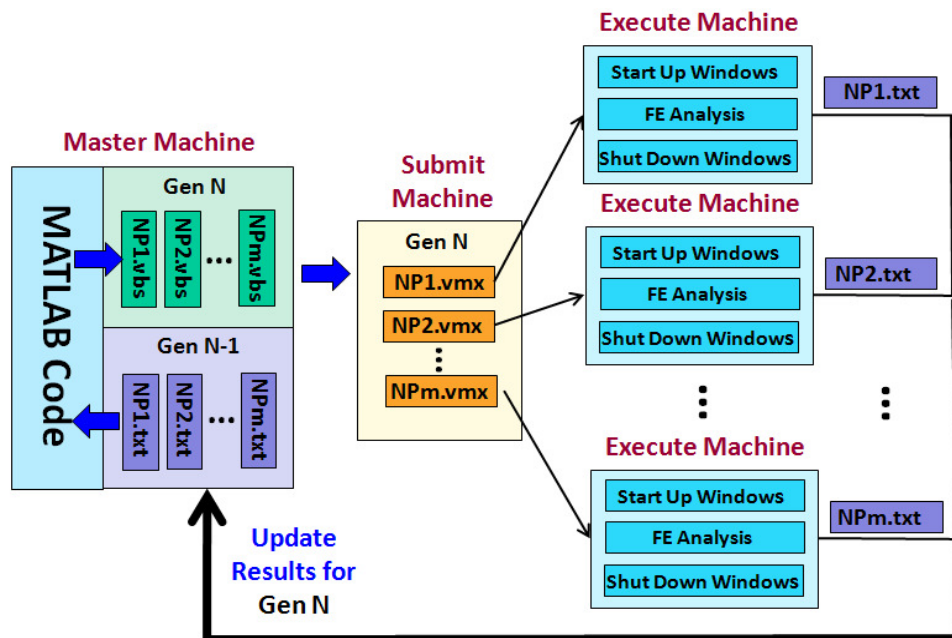 Master Machine
MATLAB Code
Gen N
NP1.vbs
NP2.vbs
...
NPm.vbs
Gen N-1
NP1.txt
NP2.txt
...
NPm.txt
Update
Results for
Gen N
Submit
Machine
Gen N
NP1.vmx
NP2.vmx
NPm.vmx
Execute Machine
Start Up Windows
FE Analysis
Shut Down Windows
NP1.txt
Execute Machine
Start Up Windows
FE Analysis
Shut Down Windows
NP2.txt
Execute Machine
Start Up Windows
FE Analysis
Shut Down Windows
NPm.txt